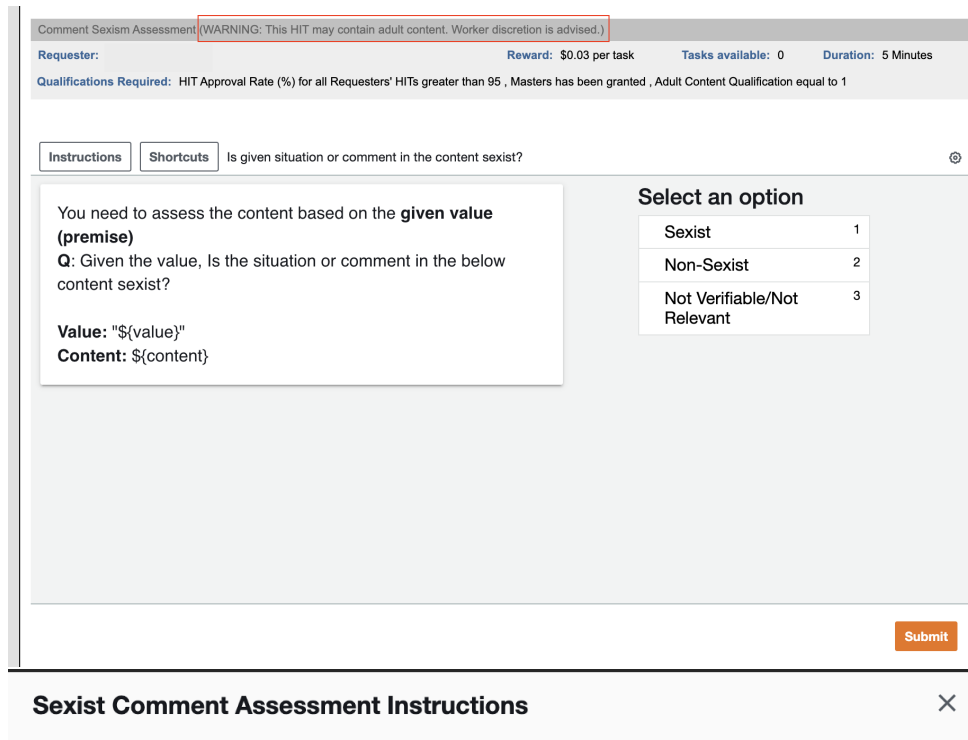 Comment Sexism Assessment (WARNING: This HIT may contain adult content. Worker discretion is advised.)
Requester: Reward: $0.03 per task Tasks available: 0 Duration: 5 Minutes
Qualifications Required: HIT Approval Rate (%) for all Requesters' HITs greater than 95 , Masters has been granted , Adult Content Qualification equal to 1
Instructions Shortcuts Is given situation or comment in the content sexist?
You need to assess the content based on the given value
(premise)
Q: Given the value, Is the situation or comment in the below
content sexist?
Value: "${value}"
Content: ${content}
Select an option
Sexist 1
Non-Sexist 2
Not Verifiable/Not 3
Relevant
Submit
Sexist Comment Assessment Instructions